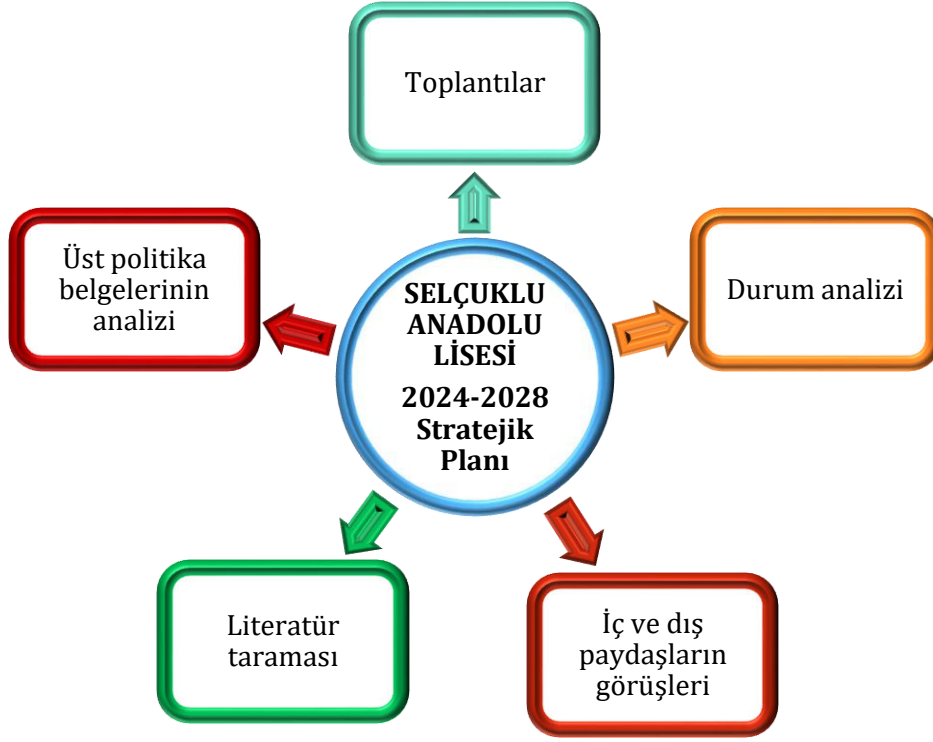 Toplantılar
Üst politika
belgelerinin
analizi
SELÇUKLU
ANADOLU
LİSESİ
2024-2028
Stratejik
Planı
Durum analizi
Literatür
taraması
İç ve dış
paydaşların
görüşleri